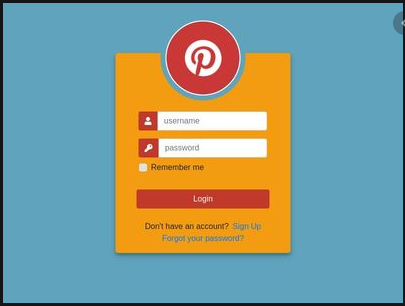 username
password
Remember me
Login
Don't have an account? Sign Up
Forgot your password?